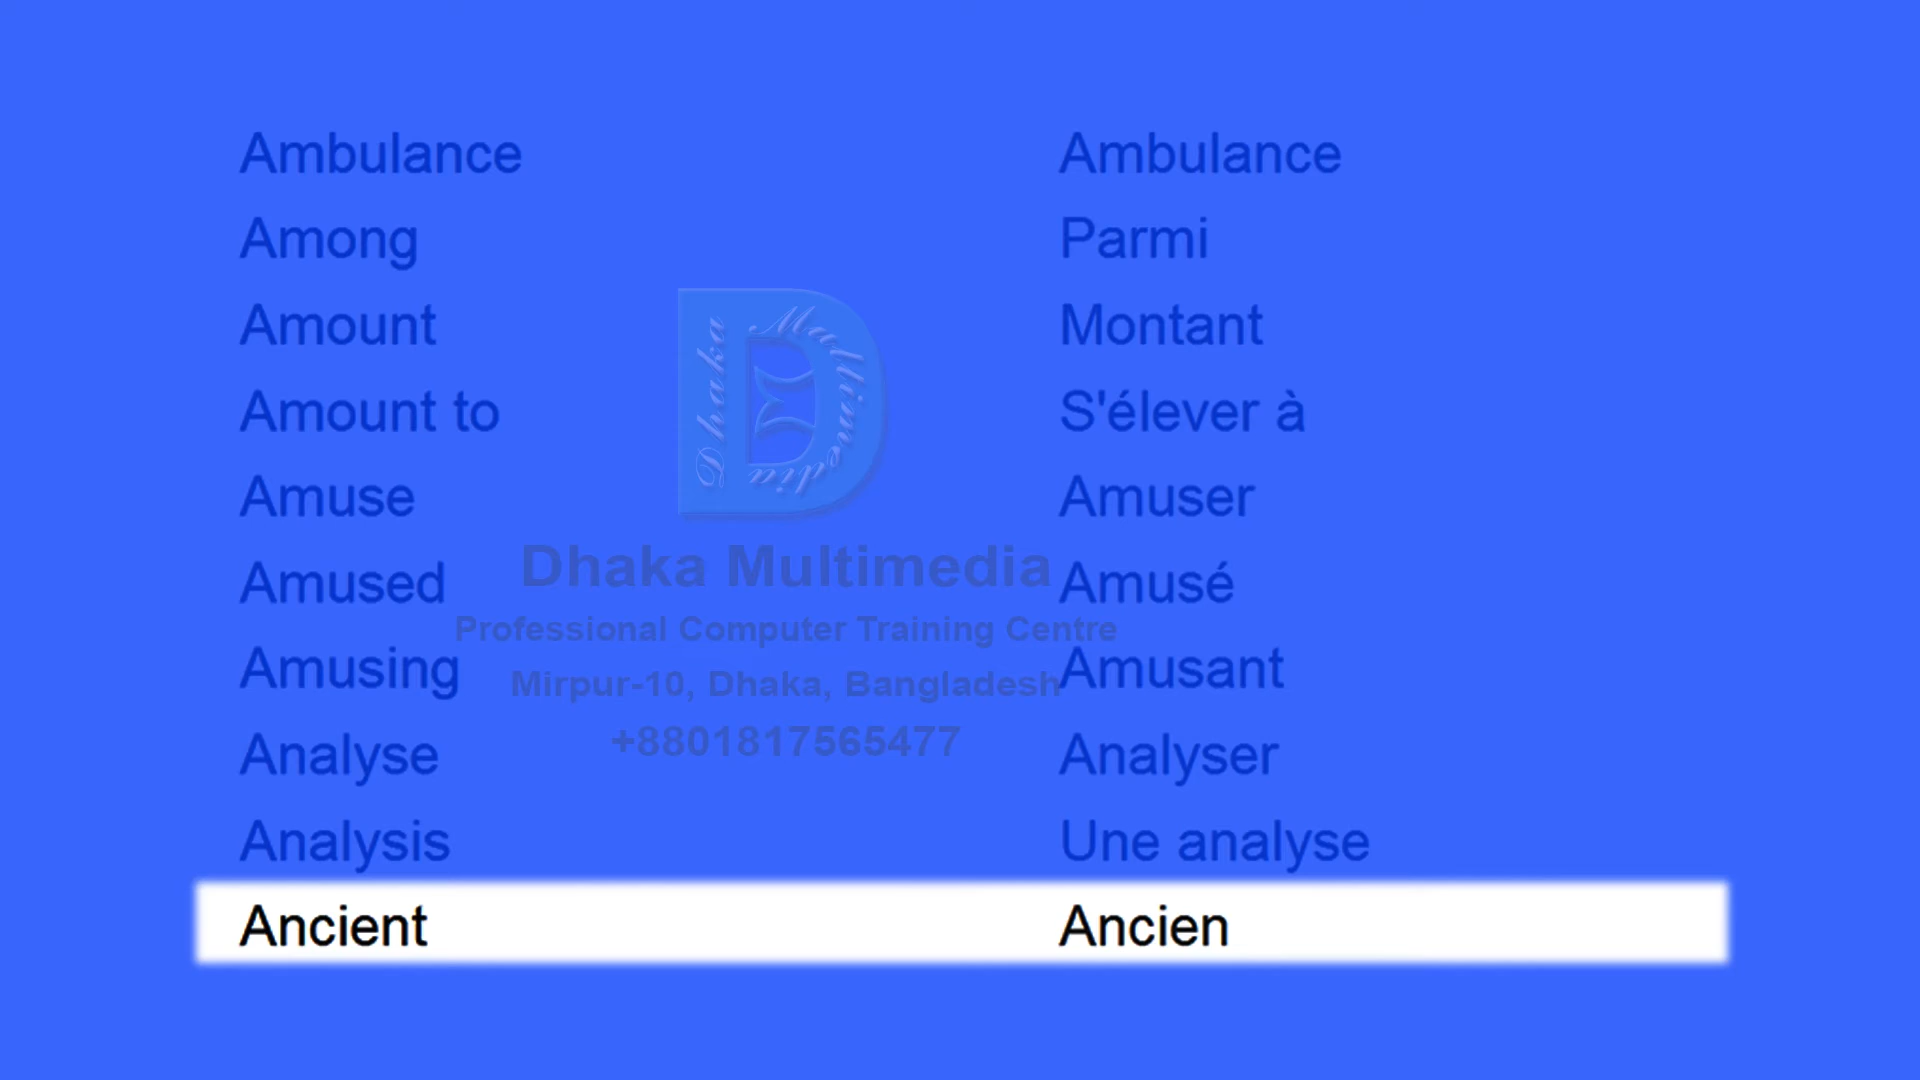 Ambulance Ambulance
Among Parmi
Amount Montant
Amount to S'élever à
Amuse Amuser
Amused Amusé
Amusing Amusant
Analyse Analyser
Analysis Une analyse
Ancient Ancien
Dhaka Multimedia
Dhaka Multimedia
Professional Computer Training Centre
Mirpur-10, Dhaka, Bangladesh
+8801817565477